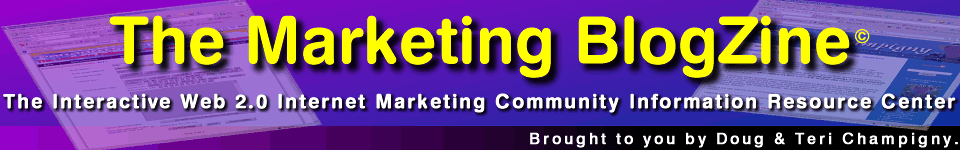 The Marketing BlogZine©
The Interactive Web 2.0 Internet Marketing Community Information Resource Center
Brought to you by Doug & Teri Champigny.